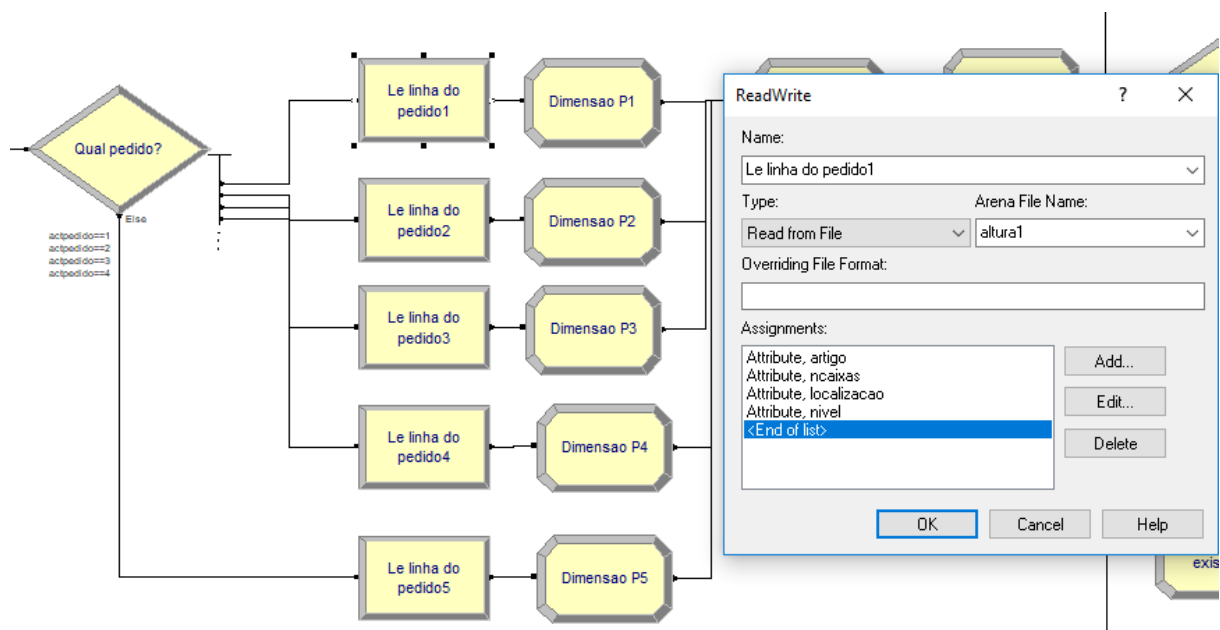 Qual pedido?
Else
actpedido==1
actpedido==2
actpedido==3
actpedido==4
Le linha do
pedido1
Dimensao P1
Le linha do
pedido2
Dimensao P2
Le linha do
pedido3
Dimensao P3
Le linha do
pedido4
Dimensao P4
Le linha do
pedido5
Dimensao P5
ReadWrite
Name:
Le linha do pedido1
Type:
Arena File Name:
Read from File
altura1
Overriding File Format:
Assignments:
Attribute, artigo
Attribute, ncaixas
Attribute, localizacao
Attribute, nivel
<End of list>
Add...
Edit...
Delete
OK
Cancel
Help
exis